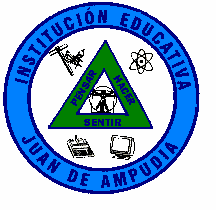 INSTITUCIÓN EDUCATIVA
PENSAR
HACER
SENTIR
JUAN DE AMPUDIA